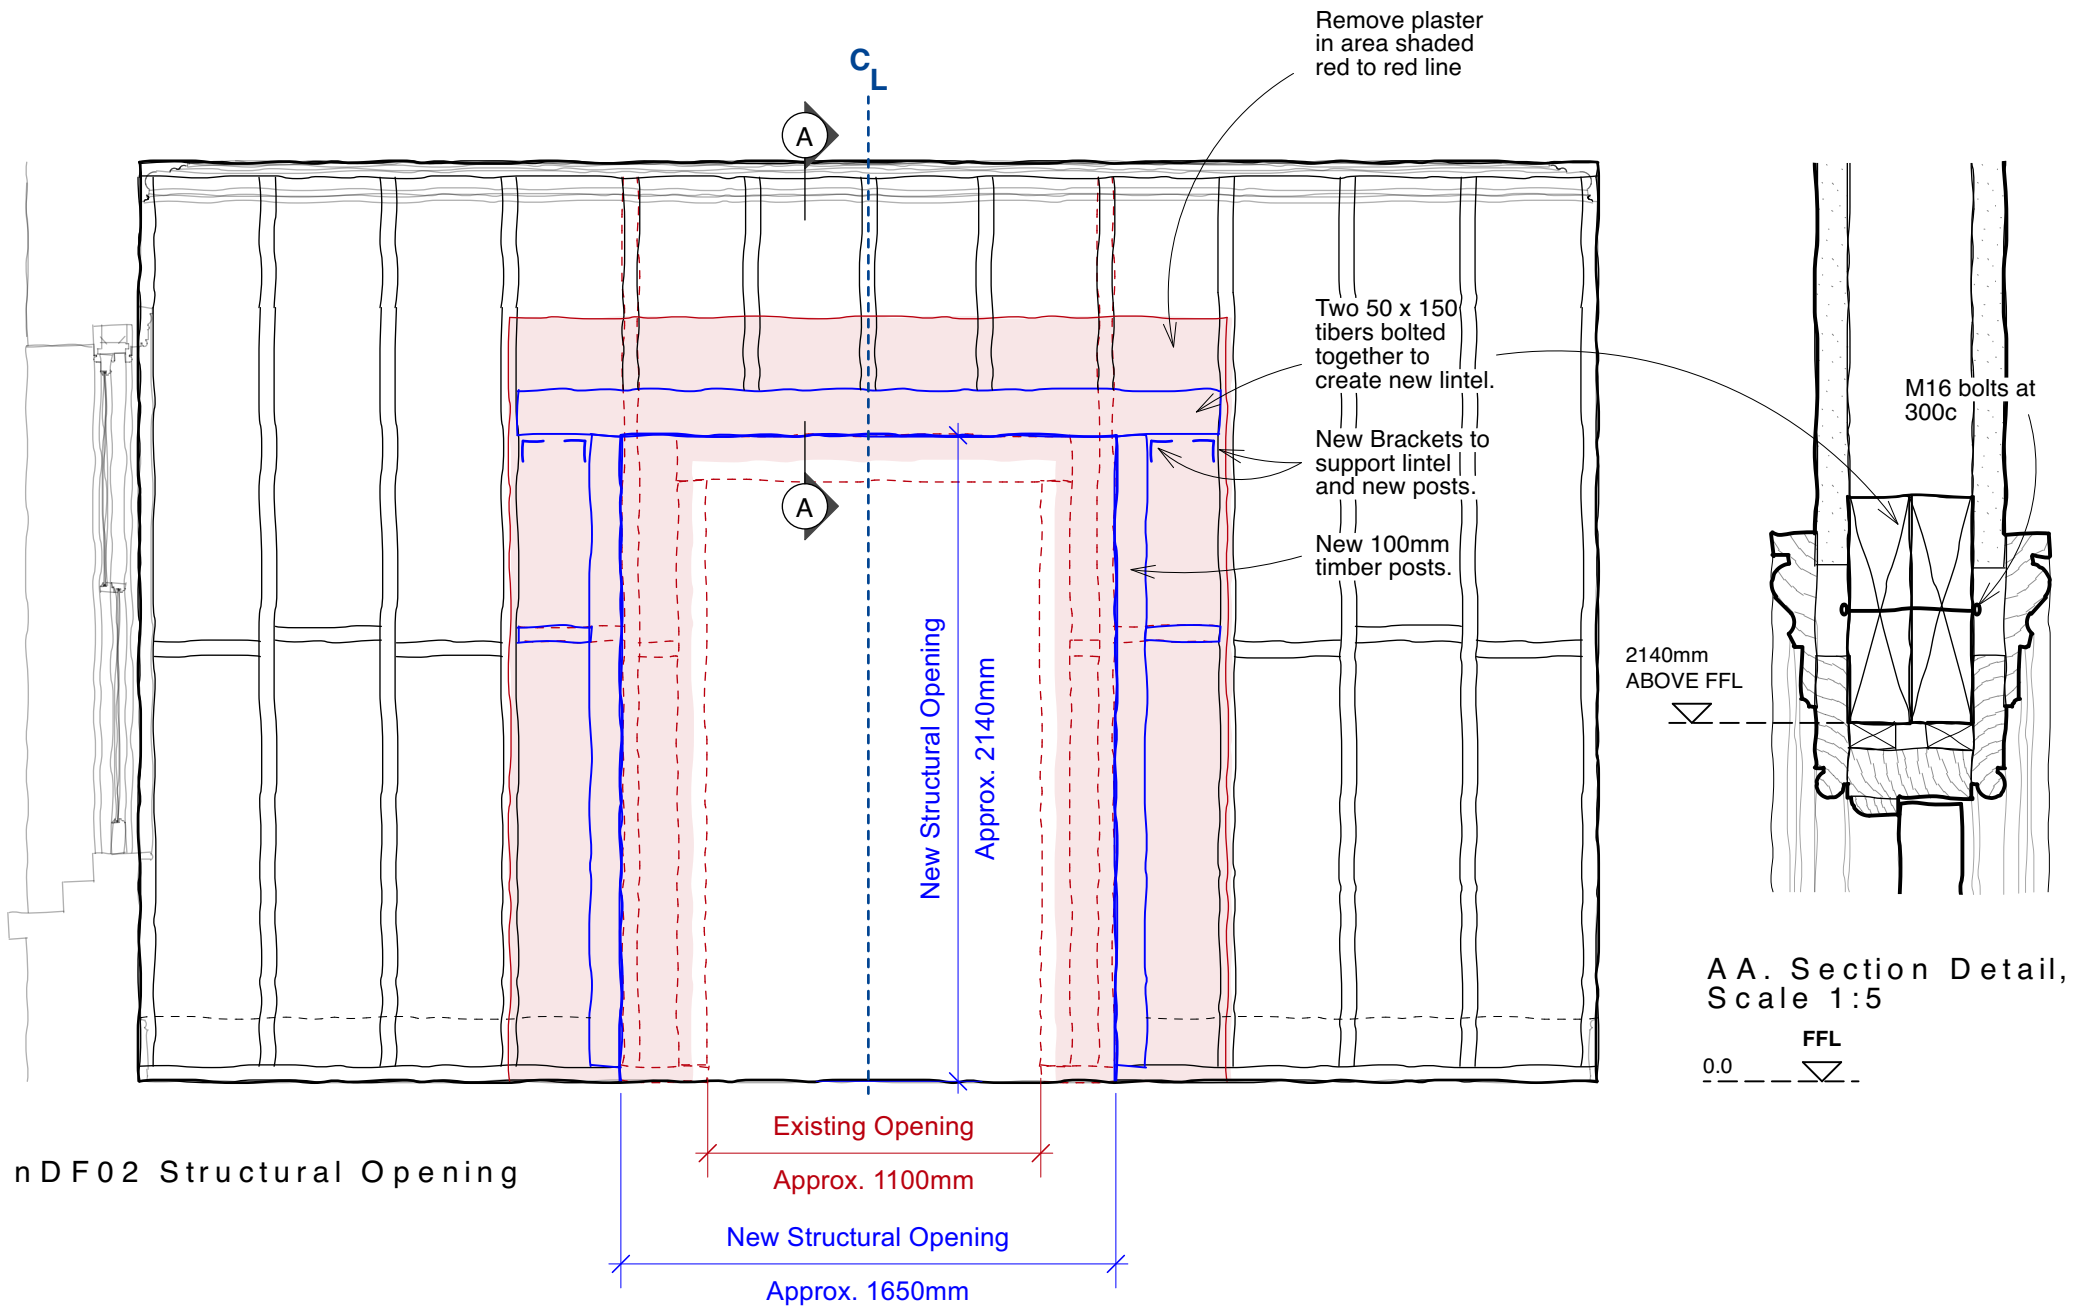 Remove plaster
in area shaded
red to red line
C
L
A
Two 50 x 150
tibers bolted
together to
create new lintel.
M16 bolts at
300c
New Brackets to
support lintel
and new posts.
A
New 100mm
timber posts.
New Structural Opening
Approx. 2140mm
2140mm
ABOVE FFL
AA. Section Detail,
Scale 1:5
FFL
0.0
Existing Opening
Approx. 1100mm
nDF02 Structural Opening
New Structural Opening
Approx. 1650mm